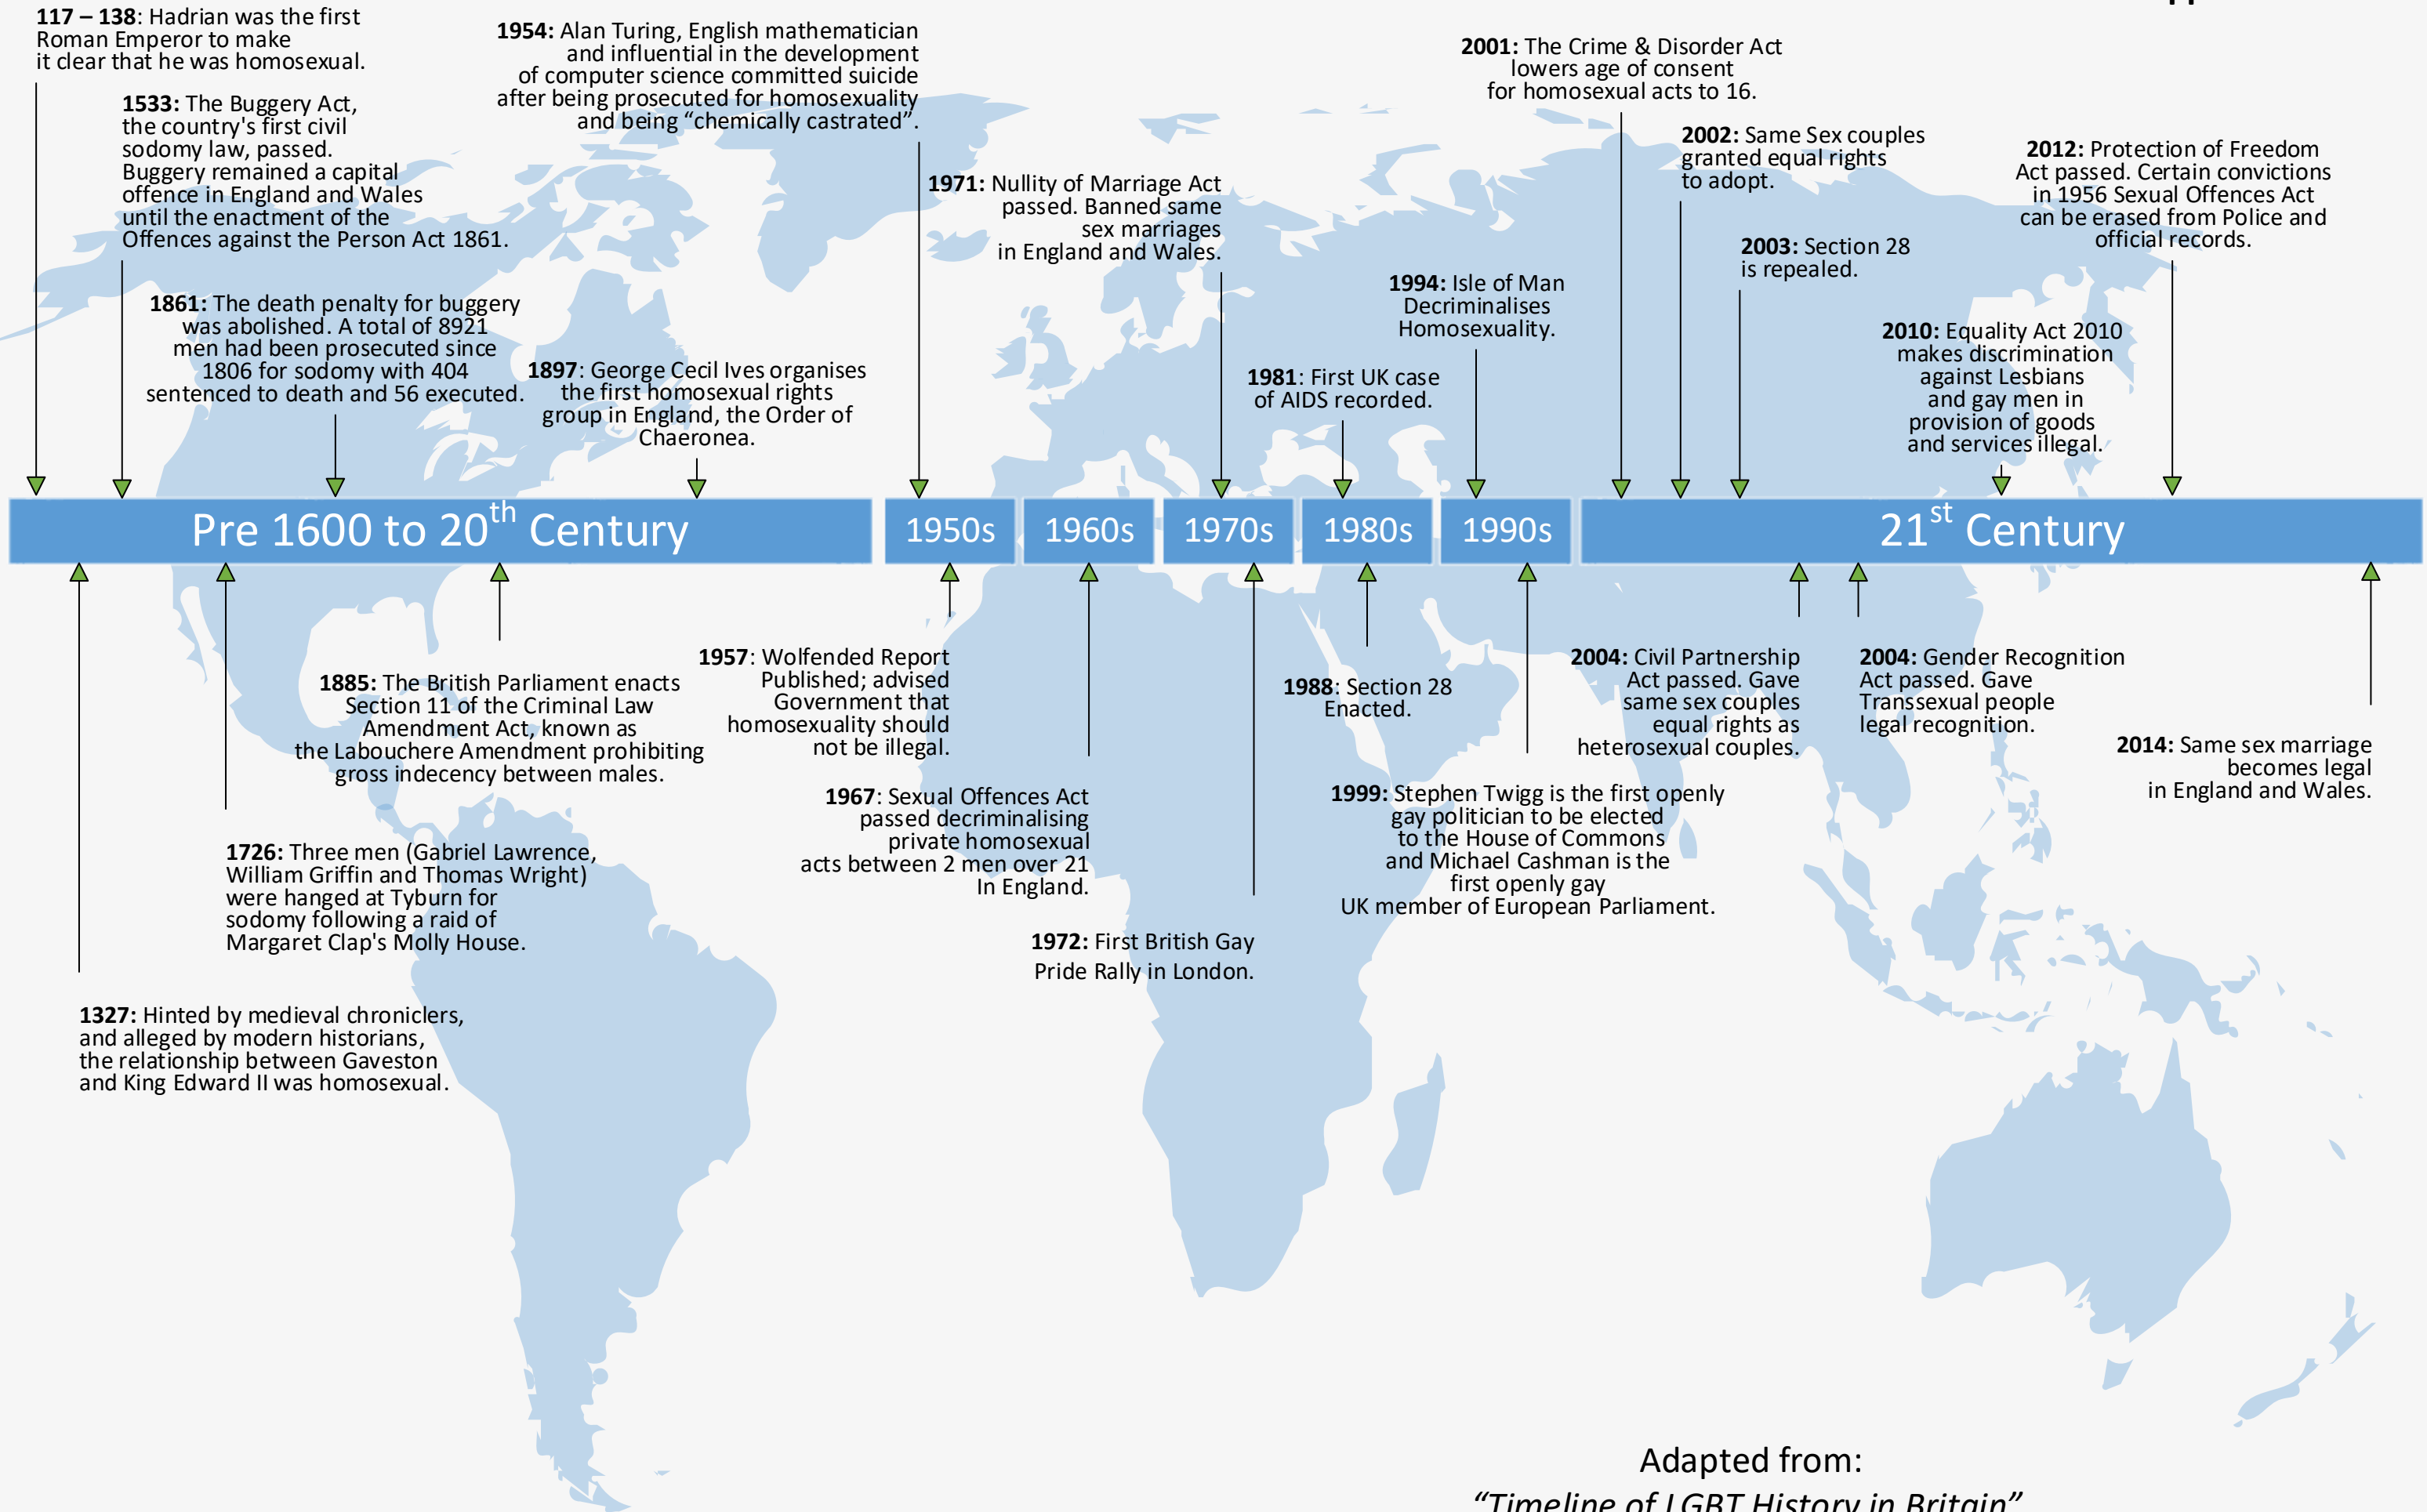 117 – 138: Hadrian was the first
Roman Emperor to make
it clear that he was homosexual.
1533: The Buggery Act,
the country's first civil
sodomy law, passed.
Buggery remained a capital
offence in England and Wales
until the enactment of the
Offences against the Person Act 1861.
1861: The death penalty for buggery
was abolished. A total of 8921
men had been prosecuted since
1806 for sodomy with 404
sentenced to death and 56 executed.
1897: George Cecil Ives organises
the first homosexual rights
group in England, the Order of
Chaeronea.
1954: Alan Turing, English mathematician
and influential in the development
of computer science committed suicide
after being prosecuted for homosexuality
and being “chemically castrated”.
1971: Nullity of Marriage Act
passed. Banned same
sex marriages
in England and Wales.
1981: First UK case
of AIDS recorded.
1994: Isle of Man
Decriminalises
Homosexuality.
2001: The Crime & Disorder Act
lowers age of consent
for homosexual acts to 16.
2002: Same Sex couples
granted equal rights
to adopt.
2003: Section 28
is repealed.
2010: Equality Act 2010
makes discrimination
against Lesbians
and gay men in
provision of goods
and services illegal.
2012: Protection of Freedom
Act passed. Certain convictions
in 1956 Sexual Offences Act
can be erased from Police and
official records.
Pre 1600 to 20th Century
1950s
1960s
1970s
1980s
1990s
21st Century
1327: Hinted by medieval chroniclers,
and alleged by modern historians,
the relationship between Gaveston
and King Edward II was homosexual.
1726: Three men (Gabriel Lawrence,
William Griffin and Thomas Wright)
were hanged at Tyburn for
sodomy following a raid of
Margaret Clap's Molly House.
1885: The British Parliament enacts
Section 11 of the Criminal Law
Amendment Act, known as
the Labouchere Amendment prohibiting
gross indecency between males.
1957: Wolfended Report
Published; advised
Government that
homosexuality should
not be illegal.
1967: Sexual Offences Act
passed decriminalising
private homosexual
acts between 2 men over 21
In England.
1972: First British Gay
Pride Rally in London.
1988: Section 28
Enacted.
1999: Stephen Twigg is the first openly
gay politician to be elected
to the House of Commons
and Michael Cashman is the
first openly gay
UK member of European Parliament.
2004: Civil Partnership
Act passed. Gave
same sex couples
equal rights as
heterosexual couples.
2004: Gender Recognition
Act passed. Gave
Transsexual people
legal recognition.
2014: Same sex marriage
becomes legal
in England and Wales.
Adapted from:
“Timeline of LGBT History in Britain”